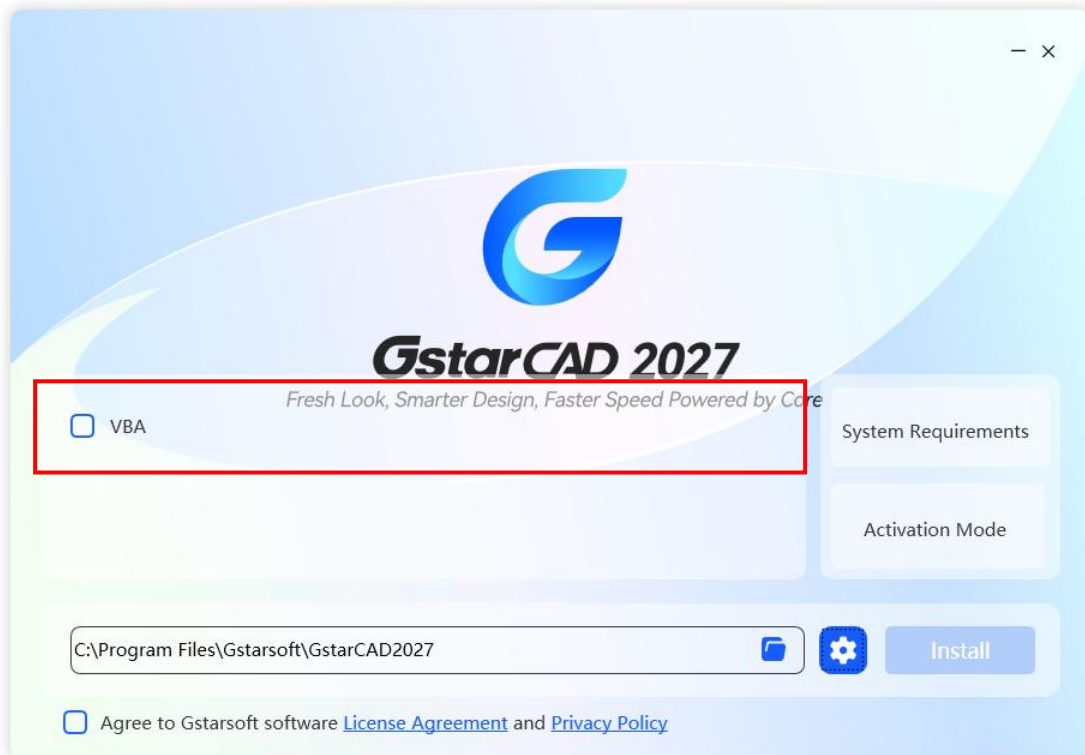 GstarCAD 2027
Fresh Look, Smarter Design, Faster Speed Powered by Core
VBA
System Requirements
Activation Mode
C:\Program Files\Gstarsoft\GstarCAD2027
Install
Agree to Gstarsoft software License Agreement and Privacy Policy